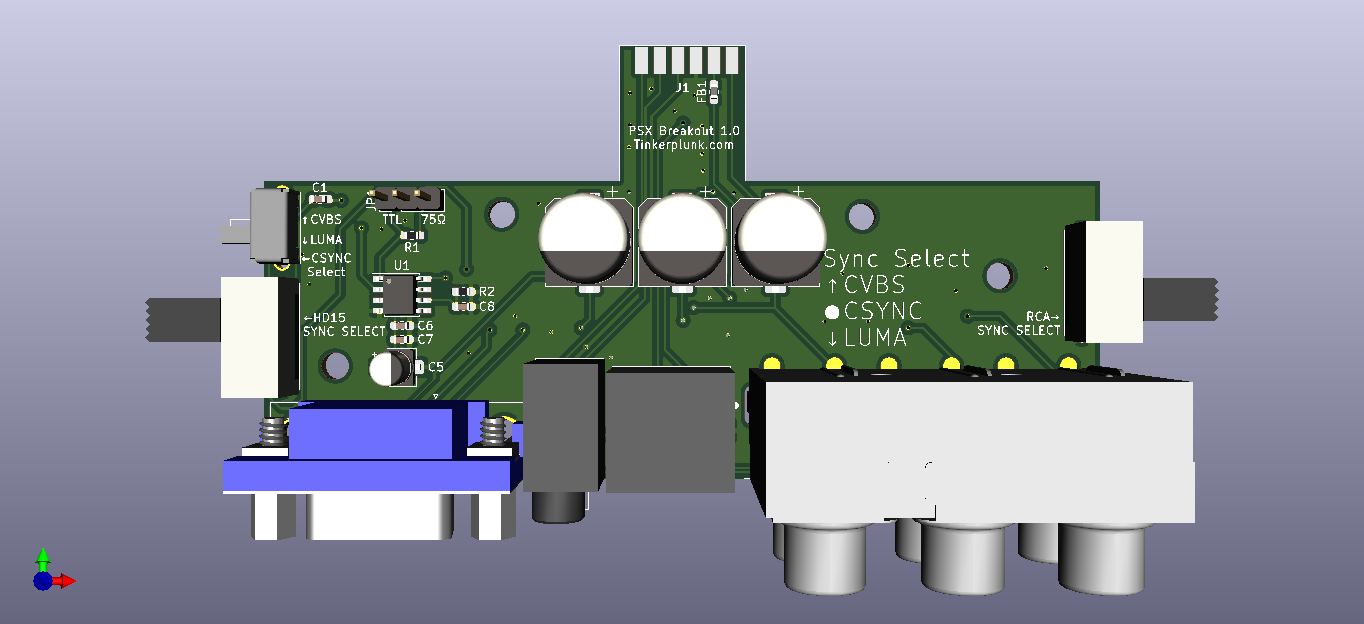 J1
FB1
PSX Breakout 1.0
Tinkerplunk.com
C1
↑CVBS
↓LUMA
←CSYNC
Select
TTL 75Ω
R1
U1
R2
C8
←HD15
SYNC SELECT
C6
C7
C5
Sync Select
↑CVBS
●CSYNC
↓LUMA
RCA→
SYNC SELECT